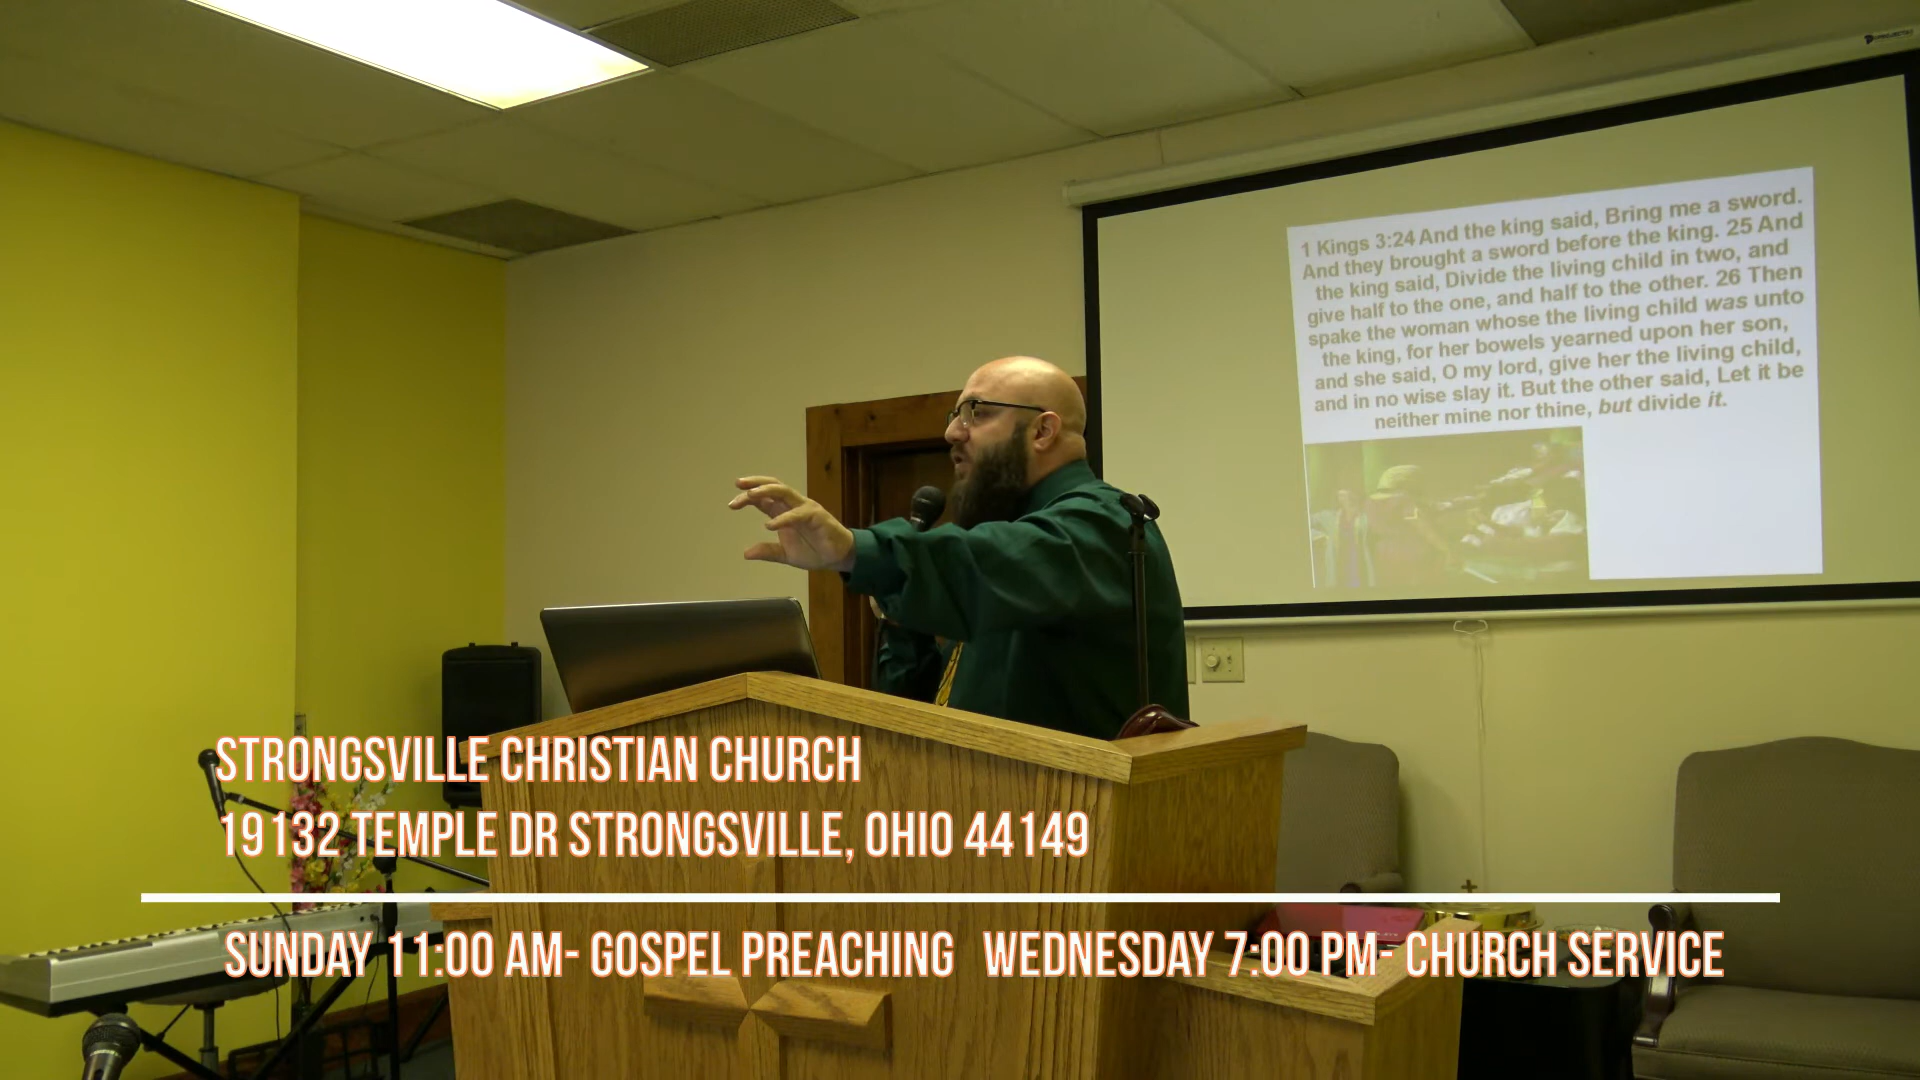 1 Kings 3:24 And the king said, Bring me a sword.
And they brought a sword before the king. 25 And
the king said, Divide the living child in two, and
give half to the one, and half to the other. 26 Then
spake the woman whose the living child was unto
the king, for her bowels yearned upon her son,
and she said, O my lord, give her the living child,
and in no wise slay it. But the other said, Let it be
neither mine nor thine, but divide it.
STRONGSVILLE CHRISTIAN CHURCH
19132 TEMPLE DR STRONGSVILLE, OHIO 44149
SUNDAY 11:00 AM- GOSPEL PREACHING WEDNESDAY 7:00 PM- CHURCH SERVICE